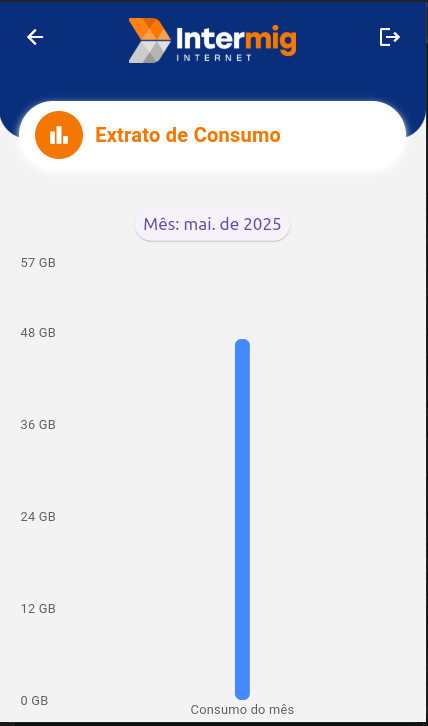 Intermig
INTERNET
Extrato de Consumo
Mês: mai. de 2025
57 GB
48 GB
36 GB
24 GB
12 GB
0 GB
Consumo do mês